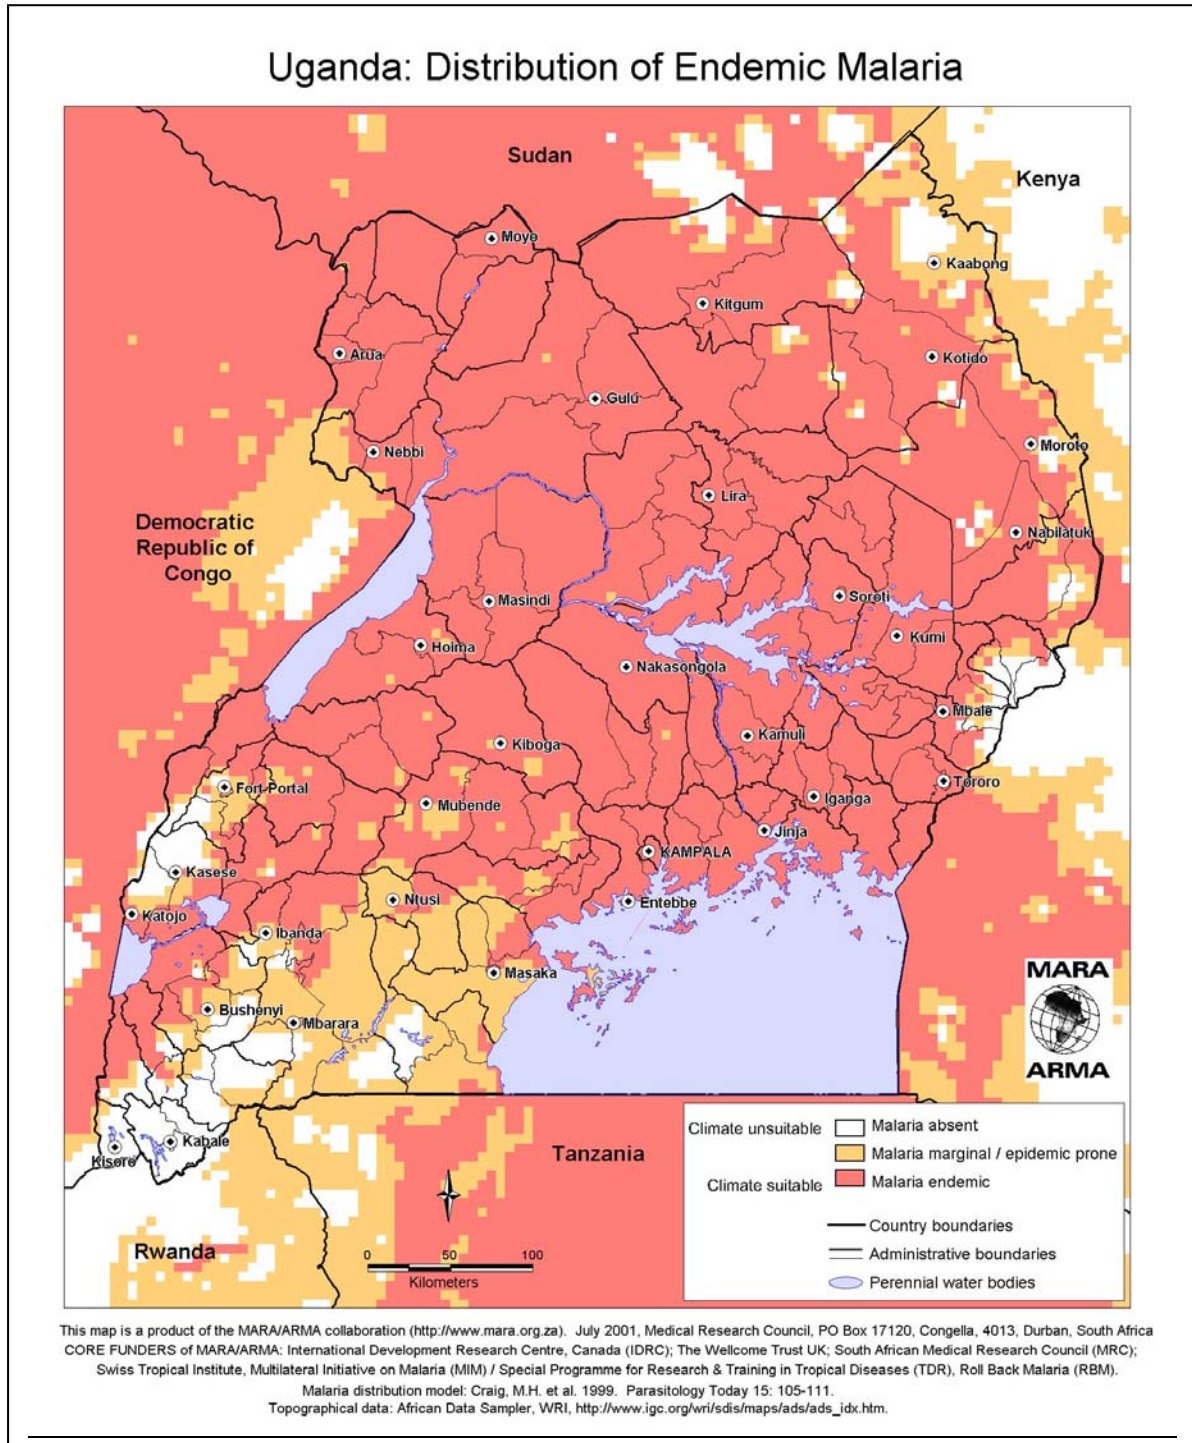 Uganda: Distribution of Endemic Malaria
Sudan
Kenya
Moyo
Kaabong
Kitgum
Arua
Kotido
Gulu
Nebbi
Moroto
Lira
Democratic
Republic of
Congo
Nabilatuk
Masindi
Soroti
Hoima
Kumi
Nakasongola
Mbale
Kiboga
Kamuli
Fort Portal
Mubende
Iganga
Tororo
Jinja
KAMPALA
Kasese
Ntusi
Entebbe
Katojo
Ibanda
Masaka
MARA
Bushenyi
Mbarara
ARMA
Kabale
Kisoro
Tanzania
Rwanda
Climate unsuitable
Malaria absent
Malaria marginal / epidemic prone
Climate suitable
Malaria endemic
Country boundaries
Administrative boundaries
Perennial water bodies
0 50 100
Kilometers
This map is a product of the MARA/ARMA collaboration (http://www.mara.org.za). July 2001, Medical Research Council, PO Box 17120, Congella, 4013, Durban, South Africa
CORE FUNDERS of MARA/ARMA: International Development Research Centre, Canada (IDRC); The Wellcome Trust UK; South African Medical Research Council (MRC);
Swiss Tropical Institute, Multilateral Initiative on Malaria (MIM) / Special Programme for Research & Training in Tropical Diseases (TDR), Roll Back Malaria (RBM).
Malaria distribution model: Craig, M.H. et al. 1999. Parasitology Today 15: 105-111.
Topographical data: African Data Sampler, WRI, http://www.igc.org/wri/sdis/maps/ads/ads_idx.htm.